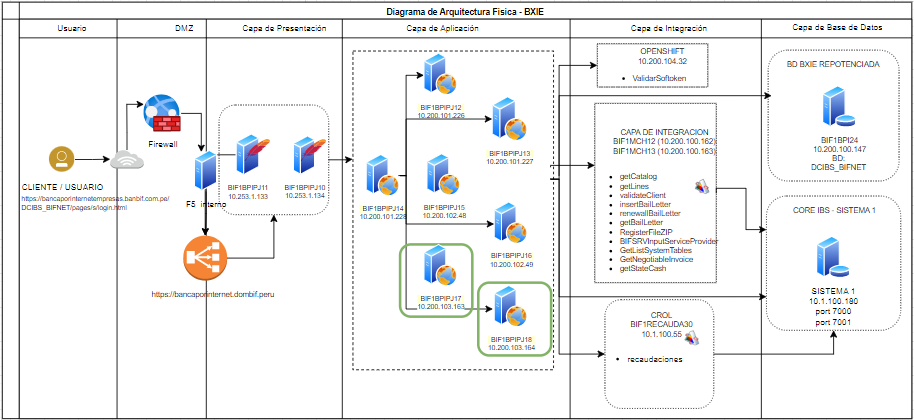 Diagrama de Arquitectura Fisica - BXIE
Usuario
DMZ
Capa de Presentación
Capa de Aplicación
Capa de Integración
Capa de Base de Datos
CLIENTE / USUARIO
https://bancaporinternetempresas.banbif.com.pe/
DCIBS_BIFNET/pages/s/login.html
Firewall
F5 interno
https://bancaporinternet.dombif.peru
BIF1BPIPJ11
10.253.1.133
BIF1BPIPJ10
10.253.1.134
BIF1BPIPJ12
10.200.101.226
BIF1BPIPJ13
10.200.101.227
BIF1BPIPJ14
10.200.101.228
BIF1BPIPJ15
10.200.102.48
BIF1BPIPJ16
10.200.102.49
BIF1BPIPJ17
10.200.103.163
BIF1BPIPJ18
10.200.103.164
OPENSHIFT
10.200.104.32
• ValidarSoftoken
CAPA DE INTEGRACION
BIF1MCH12 (10.200.100.162)
BIF1MCH13 (10.200.100.163)
• getCatalog
• getLines
• validateClient
• insertBailLetter
• renewallBailLetter
• getBailLetter
• RegisterFileZIP
• BIFSRVInputServiceProvider
• GetListSystemTables
• GetNegotiableInvoice
• getStateCash
CROL
BIF1RECAUDA30
10.1.100.55
• recaudaciones
BD BXIE REPOTENCIADA
BIF1BPI24
10.200.100.147
BD:
DCIBS_BIFNET
CORE IBS - SISTEMA 1
SISTEMA 1
10.1.100.180
port 7000
port 7001